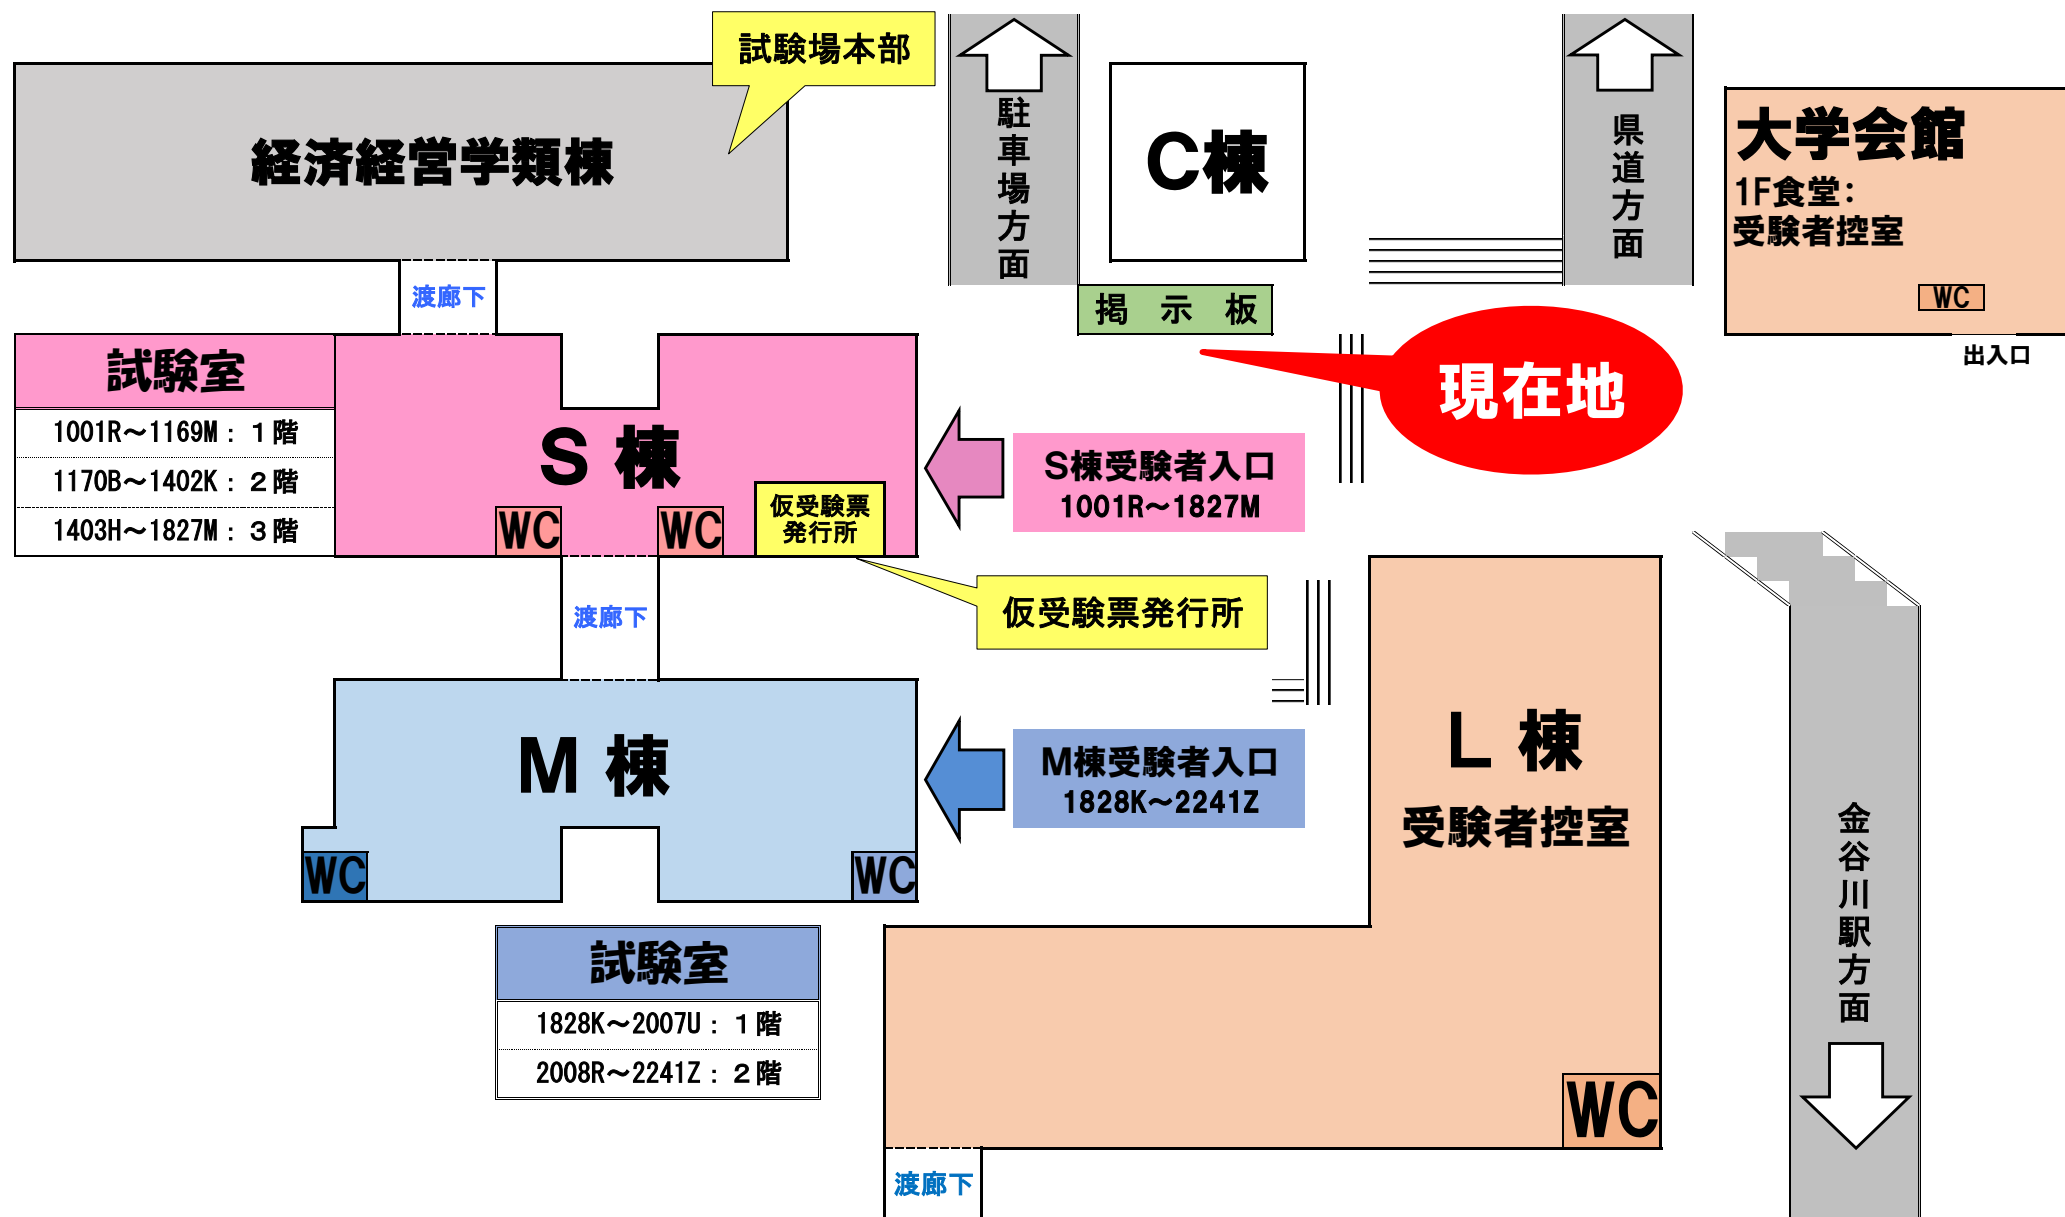 試験場本部
経済経営学類棟
駐車場方面
C棟
県道方面
大学会館
1F食堂：
受験者控室
WC
出入口
渡廊下
掲 示 板
現在地
試験室
1001R～1169M： 1階
1170B～1402K： 2階
1403H～1827M： 3階
S 棟
WC
WC
仮受験票
発行所
S棟受験者入口
1001R～1827M
渡廊下
仮受験票発行所
M 棟
WC
WC
M棟受験者入口
1828K～2241Z
L 棟
受験者控室
WC
金谷川駅方面
試験室
1828K～2007U： 1階
2008R～2241Z： 2階
渡廊下